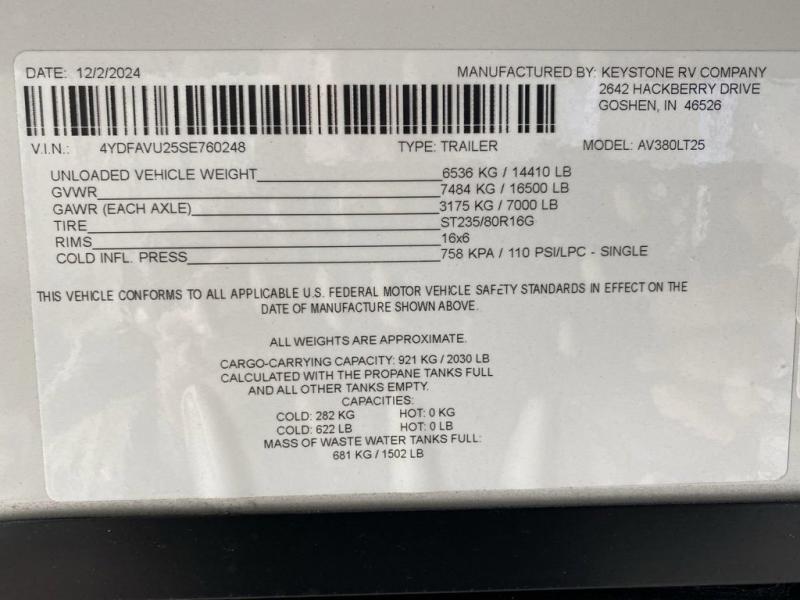 DATE: 12/2/2024 MANUFACTURED BY: KEYSTONE RV COMPANY
2642 HACKBERRY DRIVE
GOSHEN, IN 46526
V.I.N.: 4YDFAVU25SE760248 TYPE: TRAILER MODEL: AV380LT25
UNLOADED VEHICLE WEIGHT 6536 KG / 14410 LB
GVWR 7484 KG / 16500 LB
GAWR (EACH AXLE) 3175 KG / 7000 LB
TIRE ST235/80R16G
RIMS 16x6
COLD INFL. PRESS 758 KPA / 110 PSI/LPC - SINGLE
THIS VEHICLE CONFORMS TO ALL APPLICABLE U.S. FEDERAL MOTOR VEHICLE SAFETY STANDARDS IN EFFECT ON THE
DATE OF MANUFACTURE SHOWN ABOVE.
ALL WEIGHTS ARE APPROXIMATE.
CARGO-CARRYING CAPACITY: 921 KG / 2030 LB
CALCULATED WITH THE PROPANE TANKS FULL
AND ALL OTHER TANKS EMPTY.
CAPACITIES:
COLD: 282 KG HOT: 0 KG
COLD: 622 LB HOT: 0 LB
MASS OF WASTE WATER TANKS FULL:
681 KG / 1502 LB